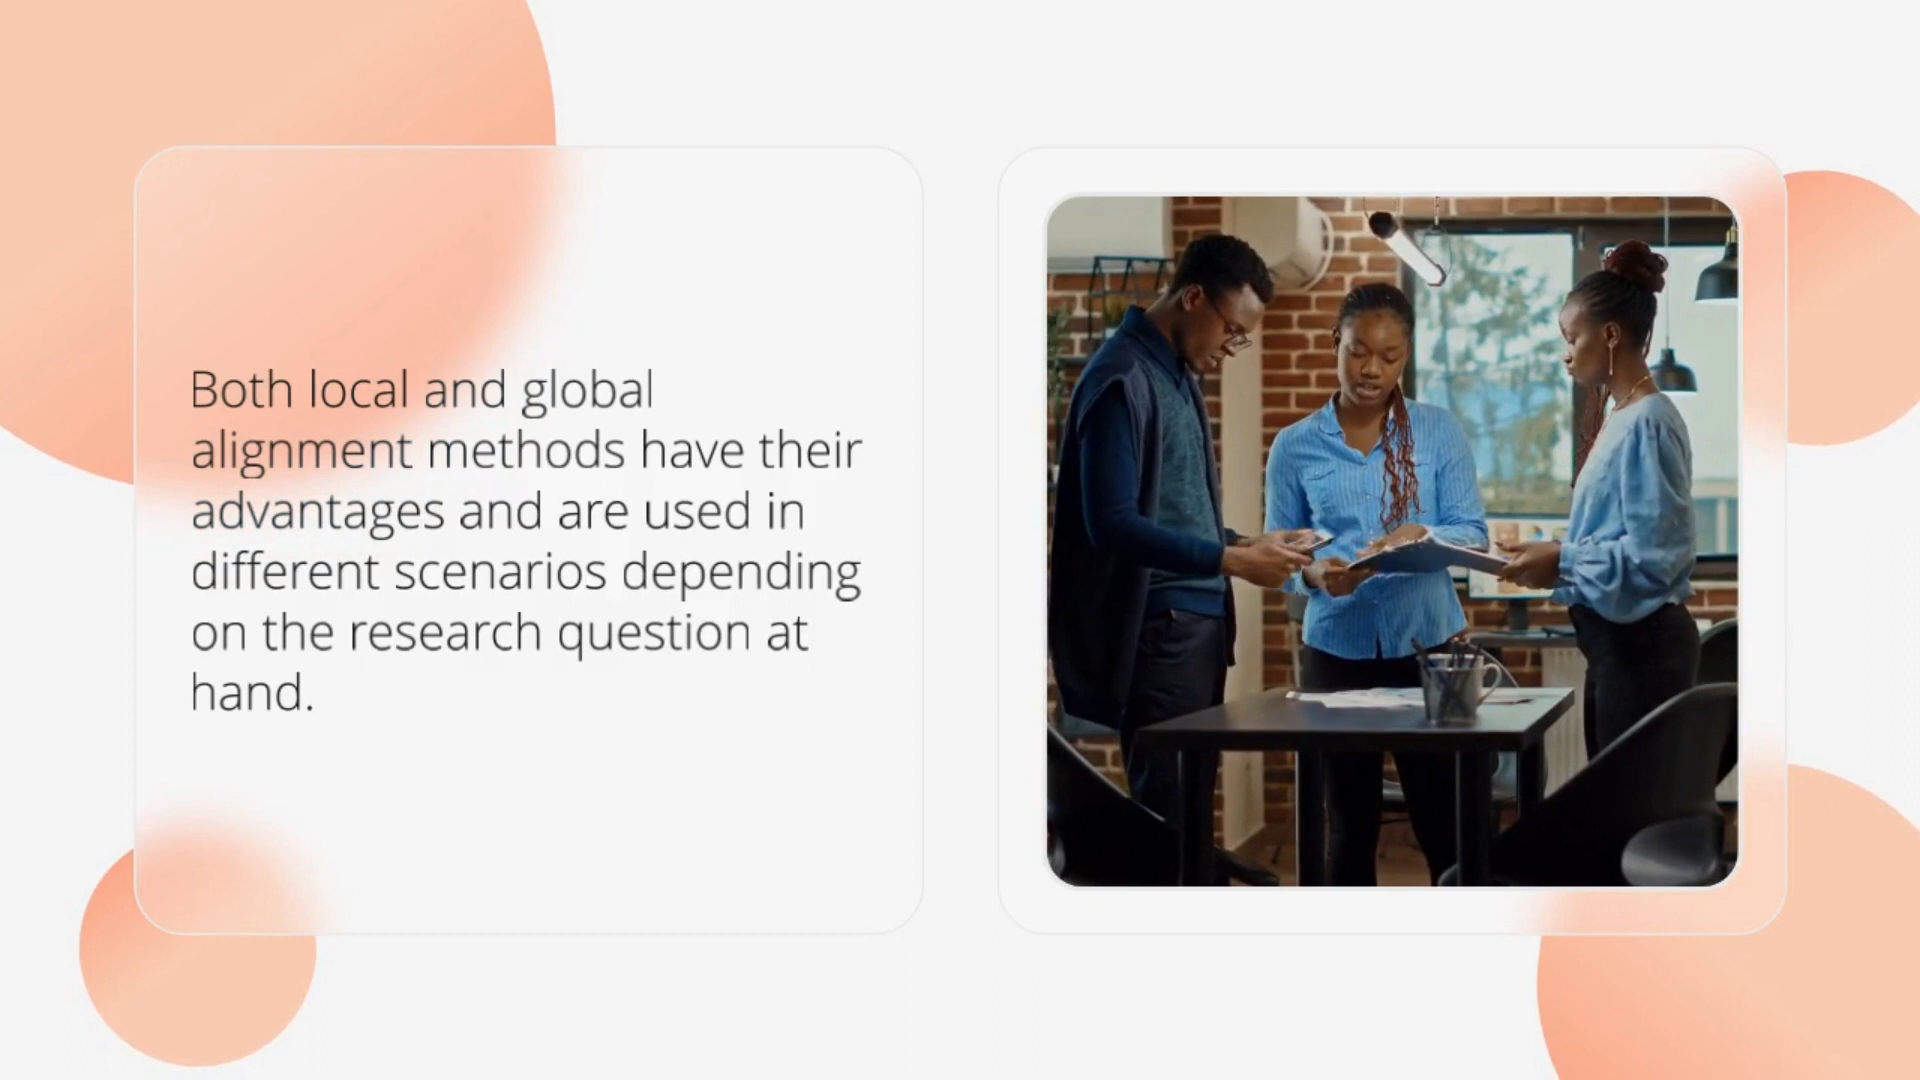 Both local and global
alignment methods have their
advantages and are used in
different scenarios depending
on the research question at
hand.